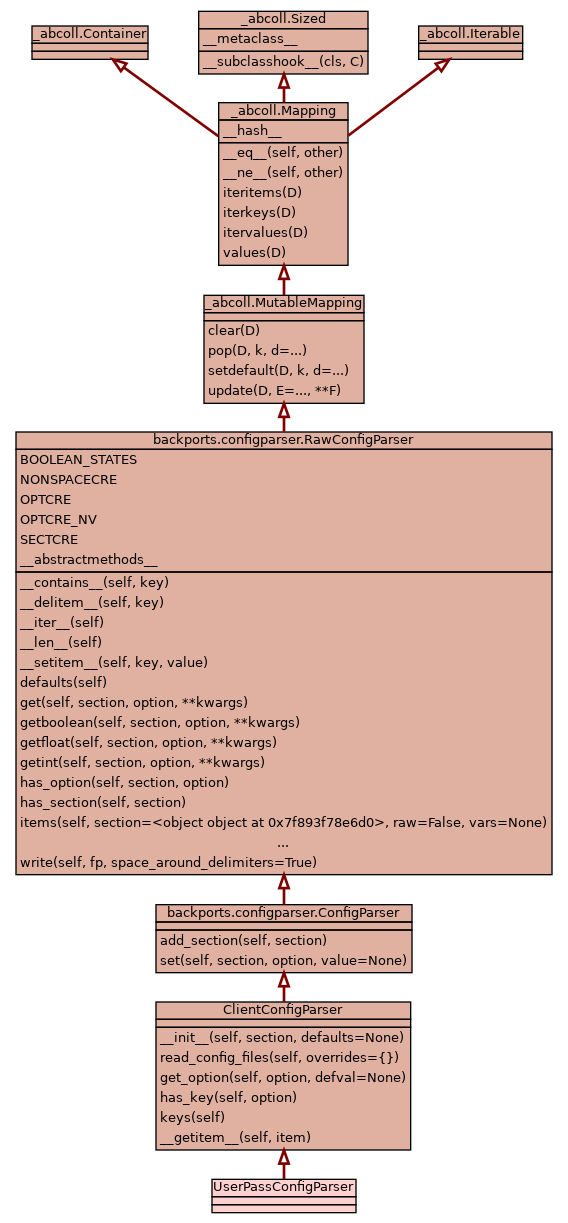 _abcoll.Container
_abcoll.Sized
__metaclass__
__subclasshook__(cls, C)
_abcoll.Iterable
_abcoll.Mapping
__hash__
__eq__(self, other)
__ne__(self, other)
iteritems(D)
iterkeys(D)
itervalues(D)
values(D)
_abcoll.MutableMapping
clear(D)
pop(D, k, d=...)
setdefault(D, k, d=...)
update(D, E=..., **F)
backports.configparser.RawConfigParser
BOOLEAN_STATES
NONSPACECRE
OPTCRE
OPTCRE_NV
SECTCRE
__abstractmethods__
__contains__(self, key)
__delitem__(self, key)
__iter__(self)
__len__(self)
__setitem__(self, key, value)
defaults(self)
get(self, section, option, **kwargs)
getboolean(self, section, option, **kwargs)
getfloat(self, section, option, **kwargs)
getint(self, section, option, **kwargs)
has_option(self, section, option)
has_section(self, section)
items(self, section=<object object at 0x7f893f78e6d0>, raw=False, vars=None)
...
write(self, fp, space_around_delimiters=True)
backports.configparser.ConfigParser
add_section(self, section)
set(self, section, option, value=None)
ClientConfigParser
__init__(self, section, defaults=None)
read_config_files(self, overrides={})
get_option(self, option, defval=None)
has_key(self, option)
keys(self)
__getitem__(self, item)
UserPassConfigParser